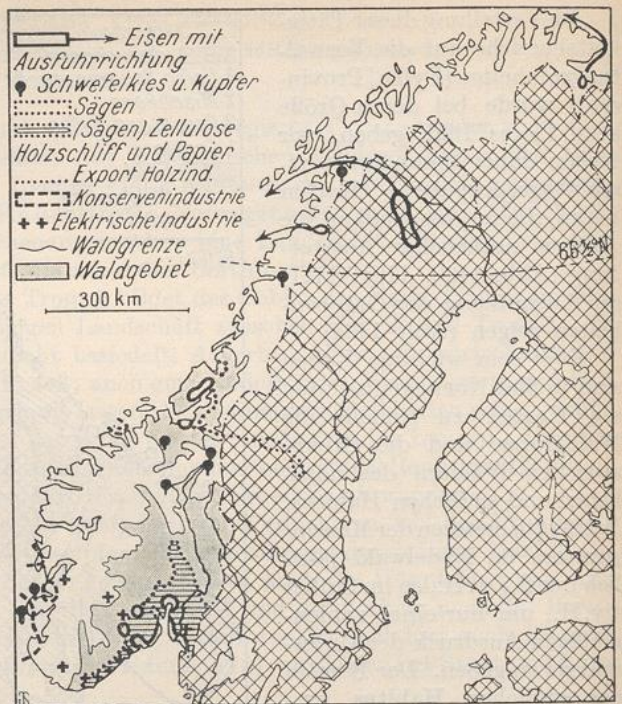 Eisen mit
Ausfuhrrichtung
Schwefelkies u. Kupfer
Sägen
(Sägen) Zellulose
Holzschliff und Papier
Export Holzind.
Konservenindustrie
Elektrische Industrie
Waldgrenze
Waldgebiet
300 km
66½°N